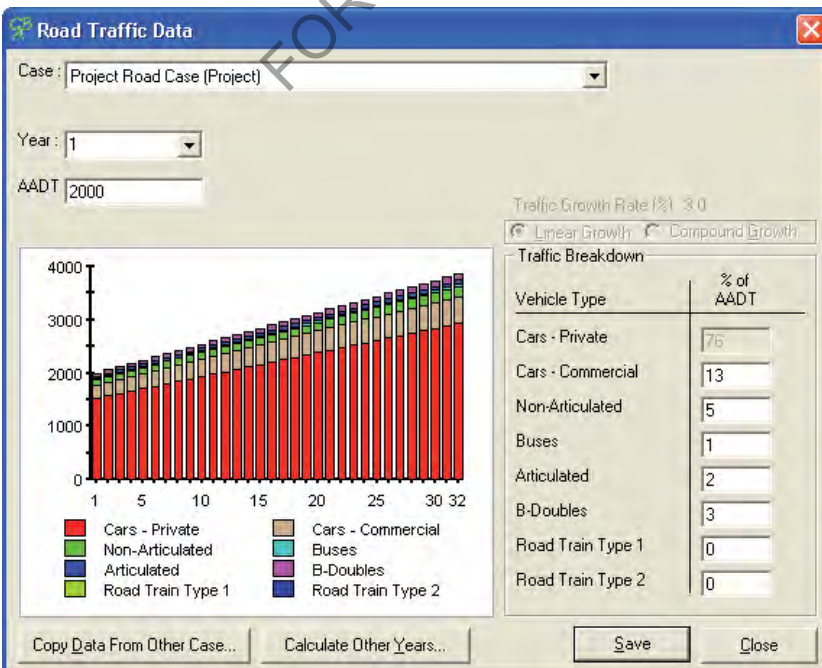 Road Traffic Data
FOR
Case : Project Road Case (Project)
Year : 1
AADT 2000
Traffic Growth Rate (%) 3.0
Linear Growth Compound Growth
Traffic Breakdown
Vehicle Type % of AADT
Cars - Private 76
Cars - Commercial 13
Non-Articulated 5
Buses 1
Articulated 2
B-Doubles 3
Road Train Type 1 0
Road Train Type 2 0
4000
3000
2000
1000
0
1 5 10 15 20 25 30 32
Cars - Private Cars - Commercial
Non-Articulated Buses
Articulated B-Doubles
Road Train Type 1 Road Train Type 2
Copy Data From Other Case... Calculate Other Years... Save Close